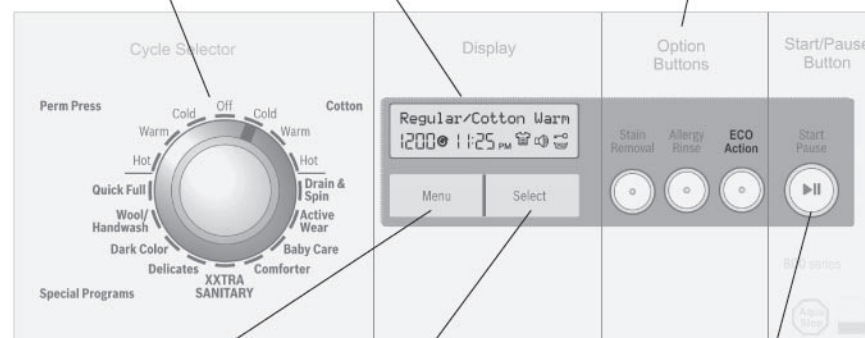 Cycle Selector
Display
Option
Buttons
Start/Pause
Button
Perm Press
Cotton
Off
Cold
Cold
Warm
Warm
Hot
Hot
Quick Full
Drain &
Spin
Wool/
Handwash
Active
Wear
Dark Color
Baby Care
Delicates
Comforter
XXTRA
SANITARY
Special Programs
Regular/Cotton Warm
1200 11:25 PM
Menu
Select
Stain
Removal
Allergy
Rinse
ECO
Action
Start
Pause
800 series
Aqua
Stop